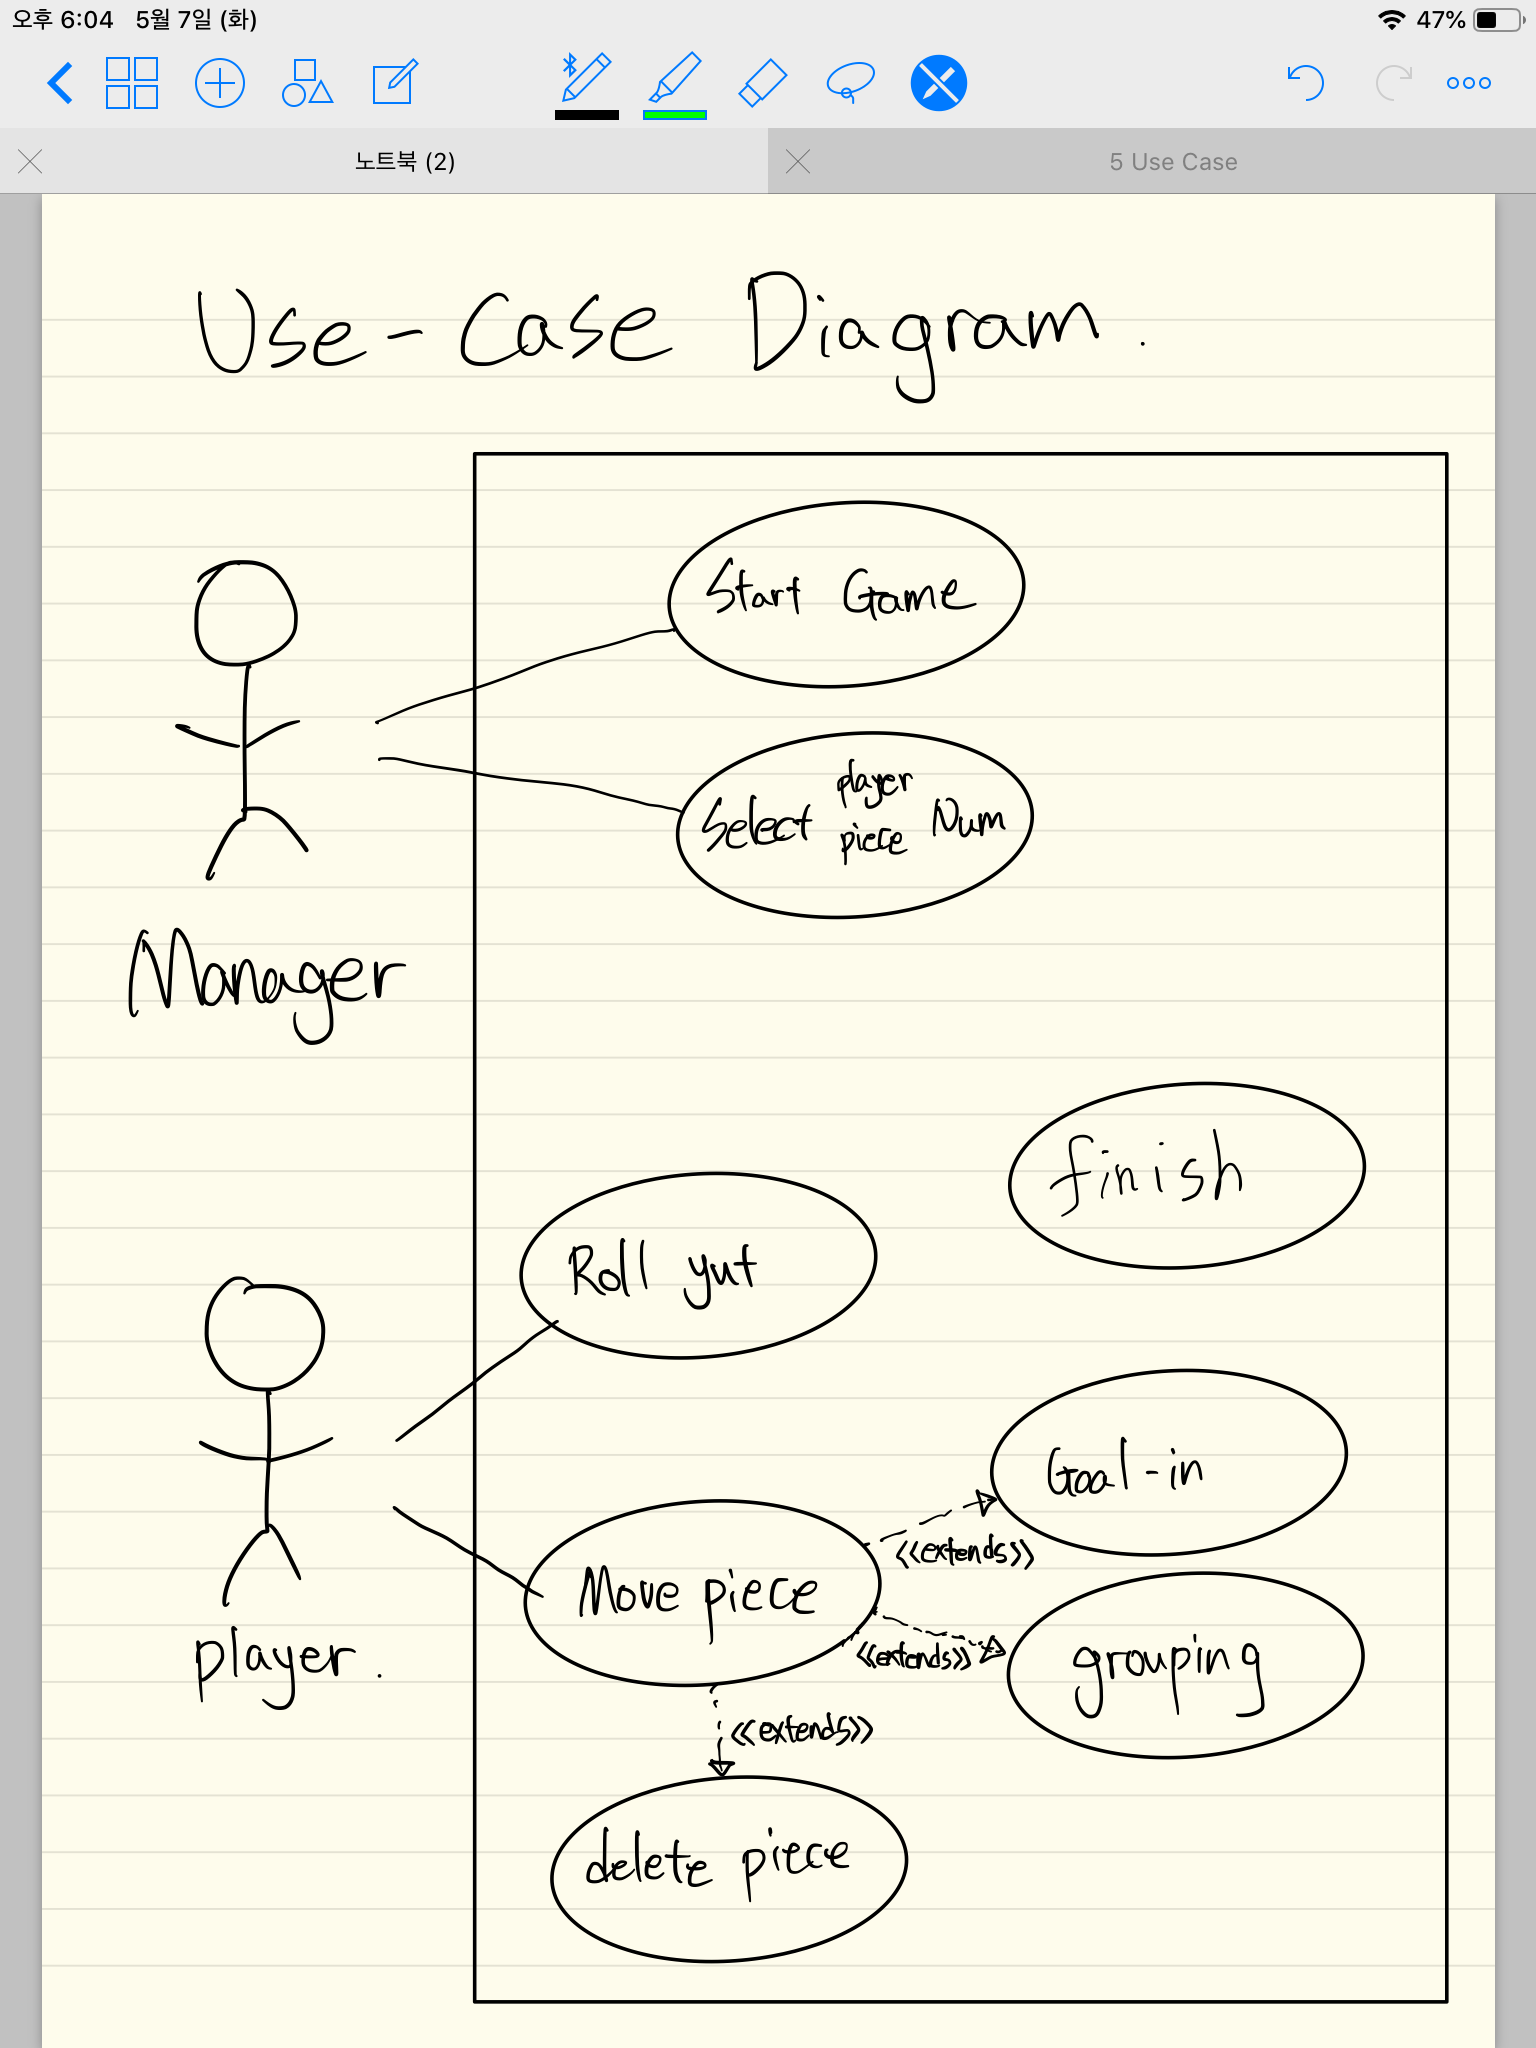 오후 6:04 5월 7일 (화) 47%
노트북 (2) 5 Use Case
Use-Case Diagram.
Start Game
Select player piece Num
Manager
finish
Roll yut
Goal-in
<<extends>>
Move piece
player.
<<extends>>
grouping
<<extends>>
delete piece